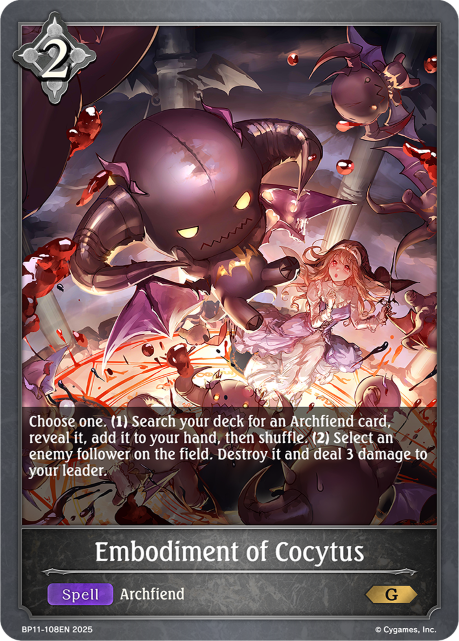 2
Choose one. (1) Search your deck for an Archfiend card,
reveal it, add it to your hand, then shuffle. (2) Select an
enemy follower on the field. Destroy it and deal 3 damage to
your leader.
Embodiment of Cocytus
Spell Archfiend G
BP11-108EN 2025 © Cygames, Inc.